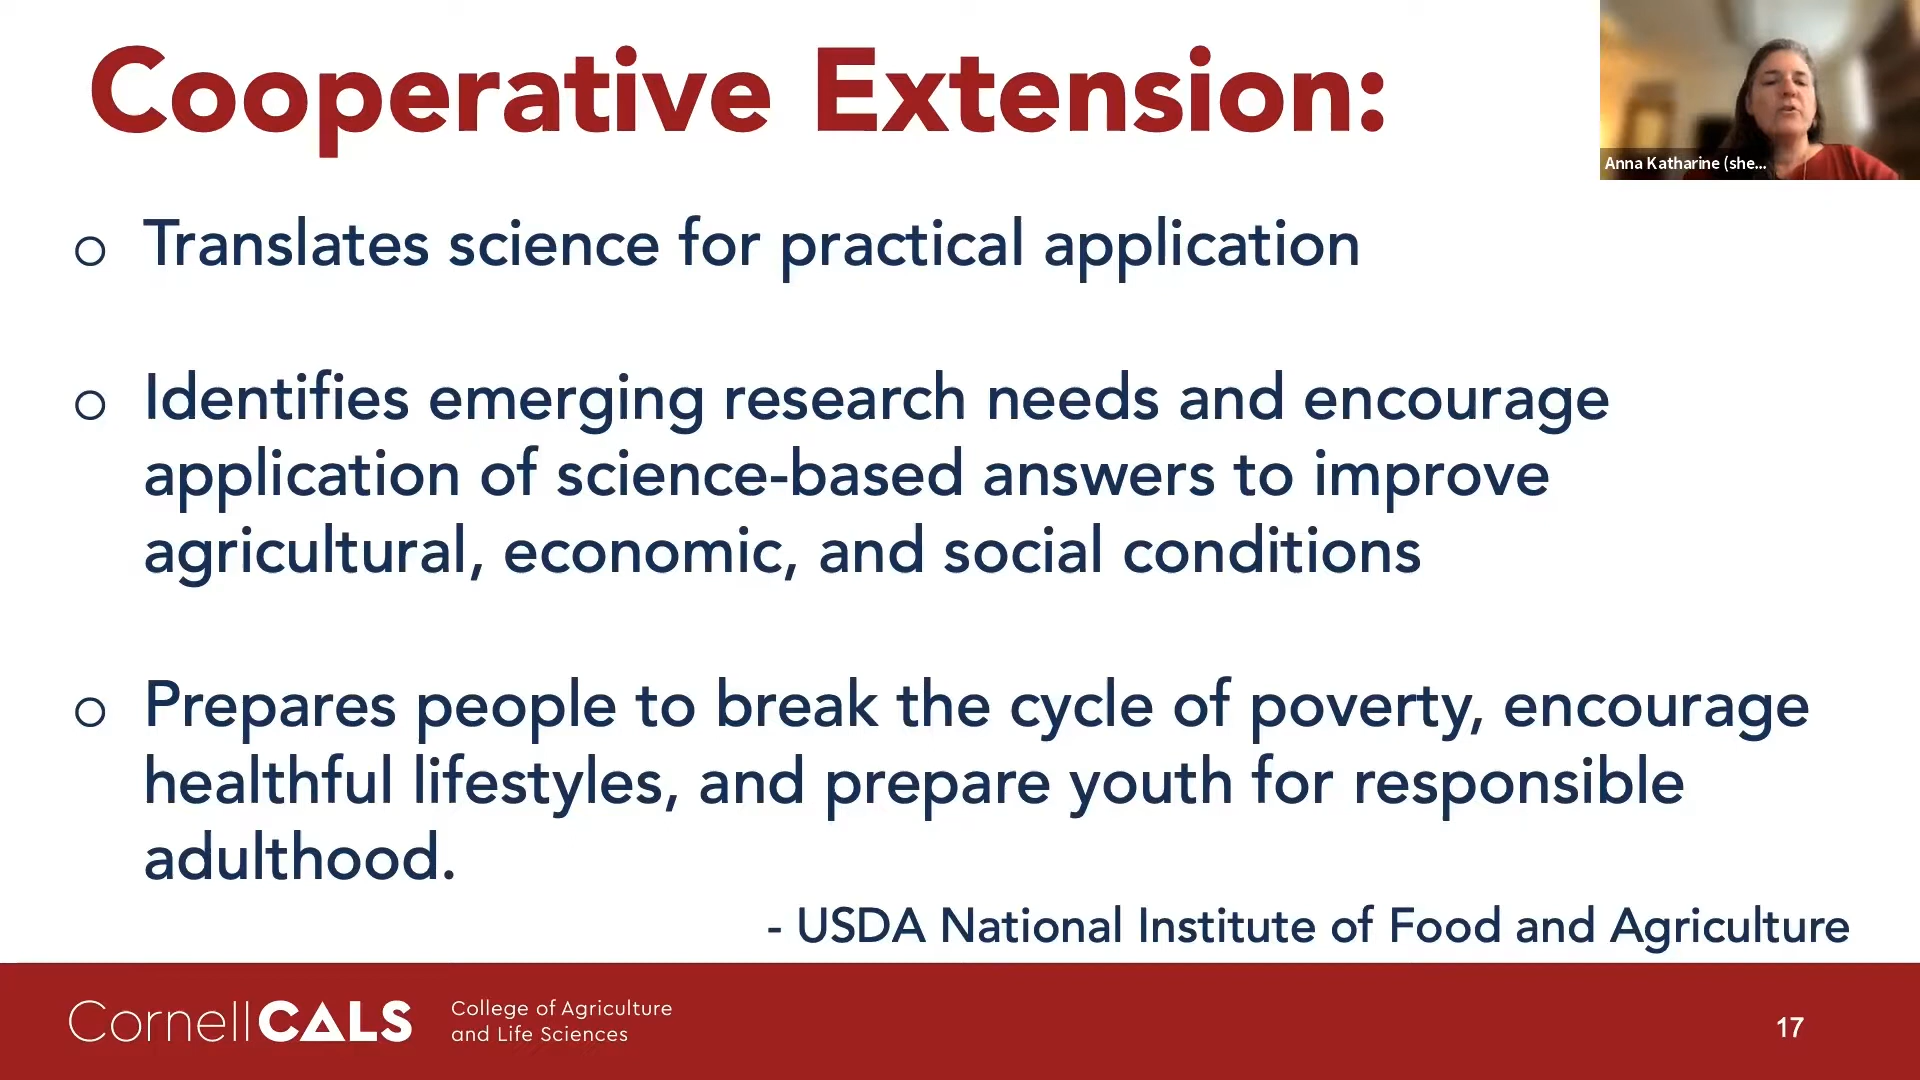 Cooperative Extension:
Anna Katharine (she...
o Translates science for practical application
o Identifies emerging research needs and encourage
application of science-based answers to improve
agricultural, economic, and social conditions
o Prepares people to break the cycle of poverty, encourage
healthful lifestyles, and prepare youth for responsible
adulthood.
- USDA National Institute of Food and Agriculture
CornellCALS
College of Agriculture
and Life Sciences
17